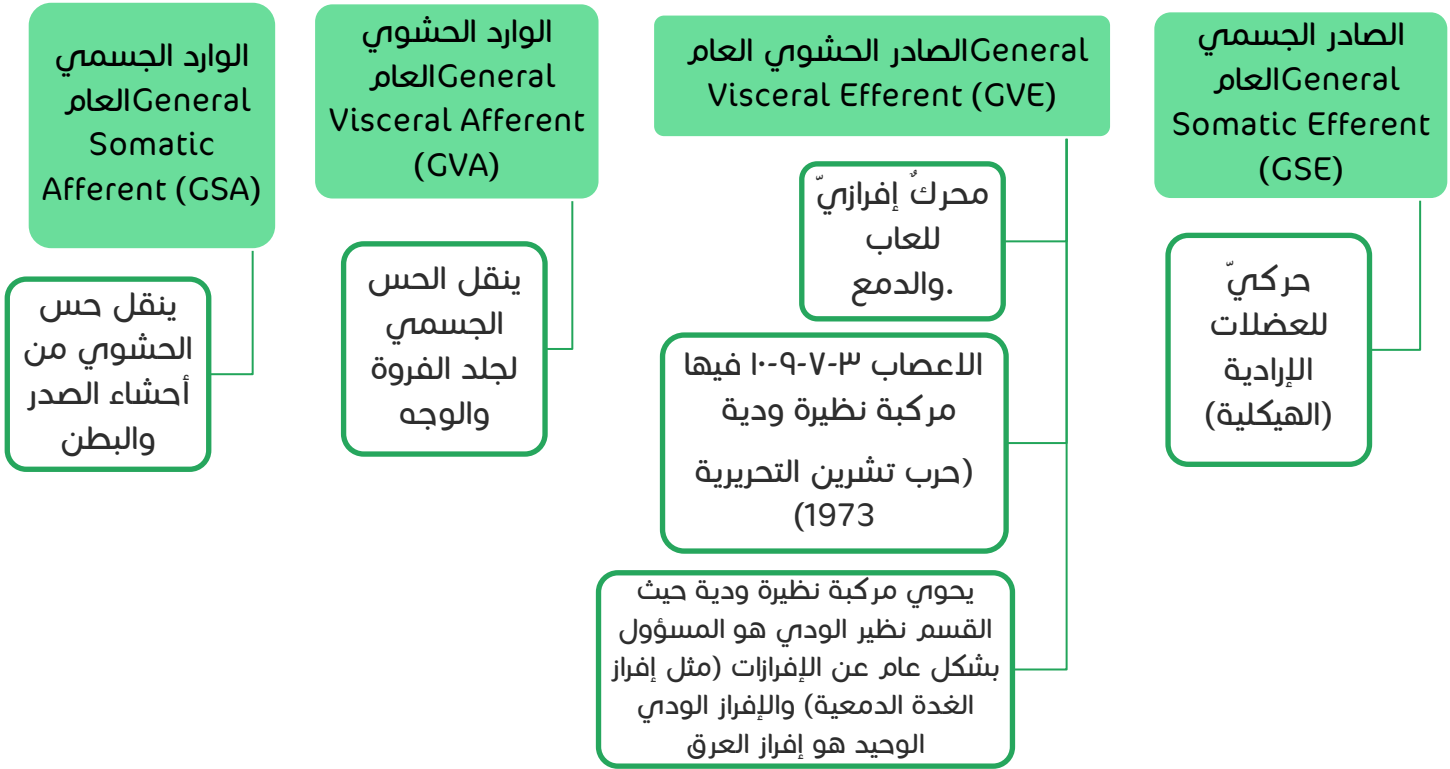 الصادر الجسمي
العامGeneral
Somatic Efferent
(GSE)
حركيّ
للعضلات
الإرادية
(الهيكلية)
الصادر الحشوي العامGeneral
Visceral Efferent (GVE)
محركٌ إفرازيّ
للعاب
والدمع.
الاعصاب ٣-٧-٩-١٠ فيها
مركبة نظيرة ودية
(حرب تشرين التحريرية
1973)
يحوي مركبة نظيرة ودية حيث
القسم نظير الودي هو المسؤول
بشكل عام عن الإفرازات (مثل إفراز
الغدة الدمعية) والإفراز الودي
الوحيد هو إفراز العرق
الوارد الحشوي
العامGeneral
Visceral Afferent
(GVA)
ينقل الحس
الجسمي
لجلد الفروة
والوجه
الوارد الجسمي
العامGeneral
Somatic
Afferent (GSA)
ينقل حس
الحشوي من
أحشاء الصدر
والبطن